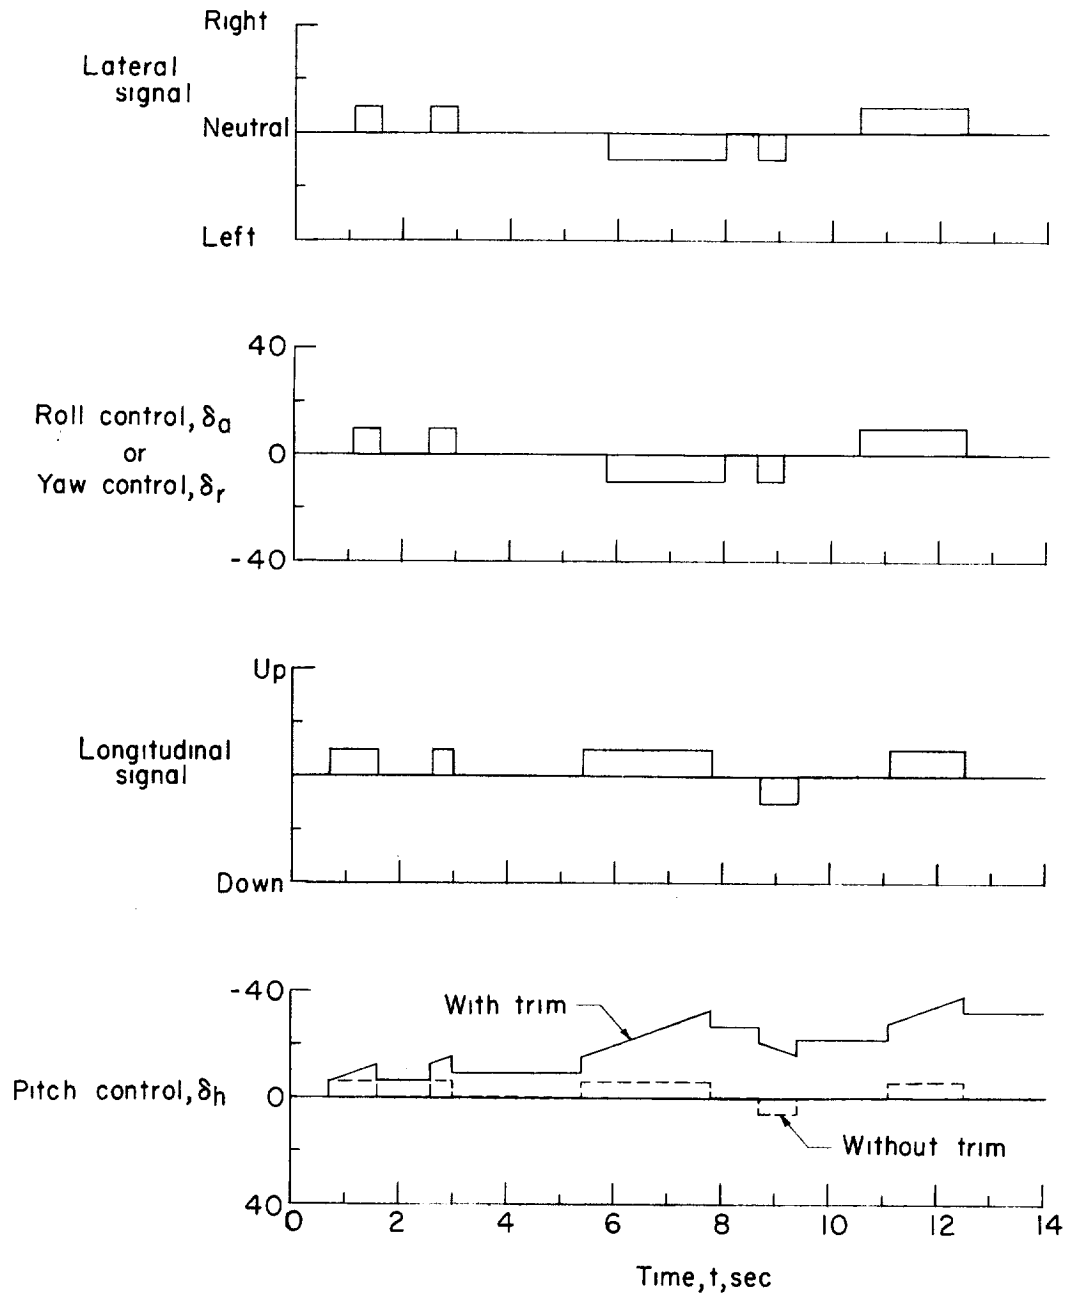 Right
Lateral
signal
Neutral
Left
40
Roll control, δa
or
Yaw control, δr
0
-40
Up
Longitudinal
signal
Down
-40
With trim
Pitch control, δh
0
Without trim
40
0 2 4 6 8 10 12 14
Time, t, sec